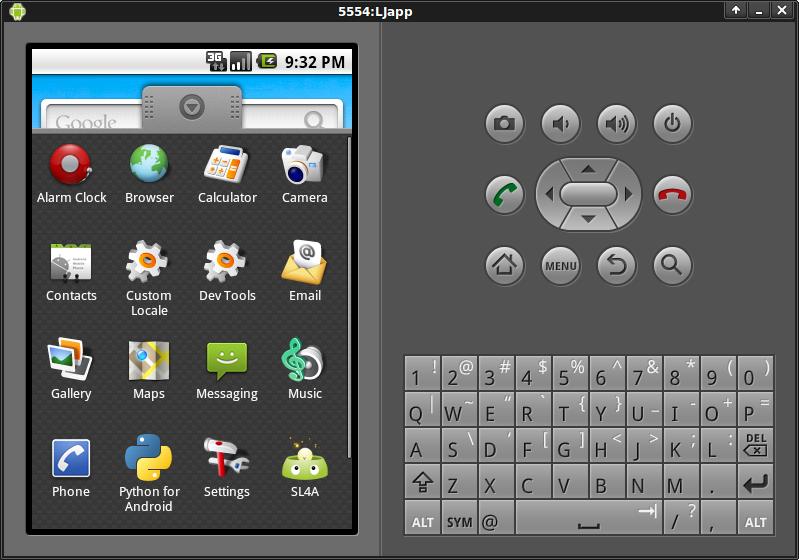 5554:LJapp
3G 9:32 PM
Google
Alarm Clock Browser Calculator Camera
Contacts Custom Locale Dev Tools Email
Gallery Maps Messaging Music
Phone Python for Android Settings SL4A
MENU
1 ! 2 @ 3 # 4 $ 5 % 6 ^ 7 & 8 * 9 ( 0 )
Q | W ~ E “ R ` T { Y } U _ I - O + P =
A S \ D ‘ F [ G ] H < J > K ; L : DEL
Z X C V B N M .
ALT SYM @ / ? , ALT